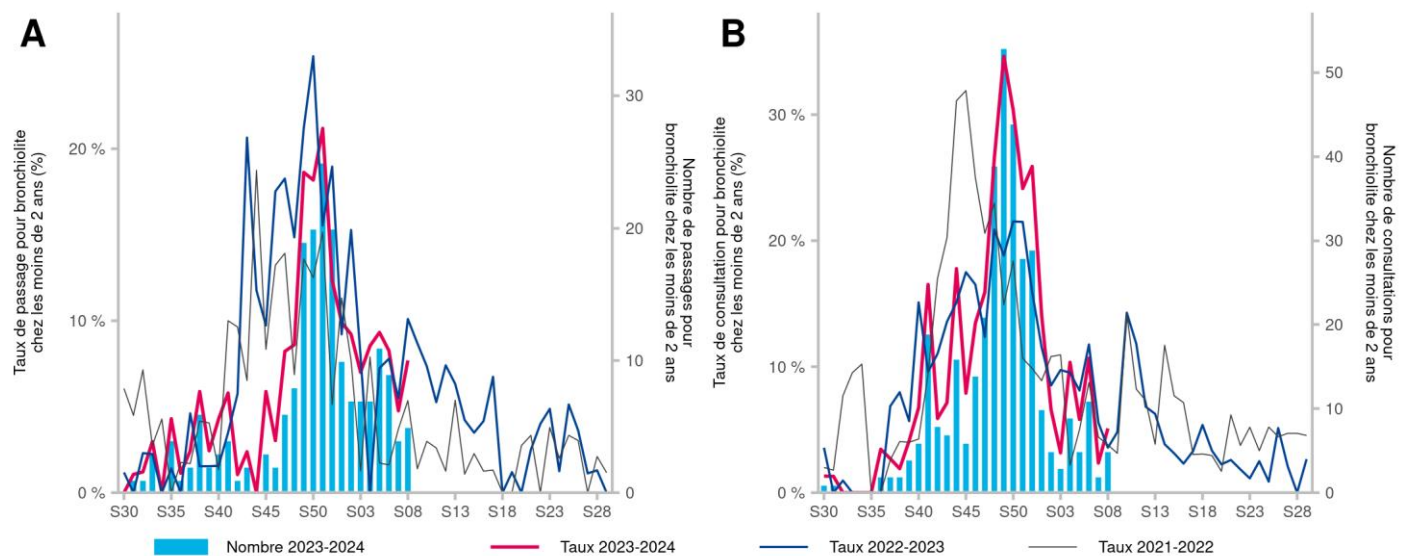 A
Taux de passage pour bronchiolite
chez les moins de 2 ans (%)
20 %
10 %
0 %
30
20
10
0
Nombre de passages pour
bronchiolite chez les moins de 2 ans
S30 S35 S40 S45 S50 S03 S08 S13 S18 S23 S28
B
Taux de consultation pour bronchiolite
chez les moins de 2 ans (%)
30 %
20 %
10 %
0 %
50
40
30
20
10
0
Nombre de consultations pour
bronchiolite chez les moins de 2 ans
S30 S35 S40 S45 S50 S03 S08 S13 S18 S23 S28
Nombre 2023-2024 Taux 2023-2024 Taux 2022-2023 Taux 2021-2022